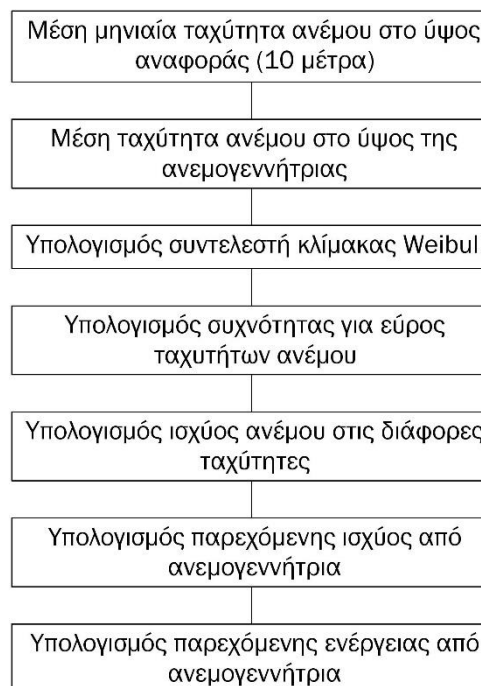 Μέση μηνιαία ταχύτητα ανέμου στο ύψος
αναφοράς (10 μέτρα)
Μέση ταχύτητα ανέμου στο ύψος της
ανεμογεννήτριας
Υπολογισμός συντελεστή κλίμακας Weibul
Υπολογισμός συχνότητας για εύρος
ταχυτήτων ανέμου
Υπολογισμός ισχύος ανέμου στις διάφορες
ταχύτητες
Υπολογισμός παρεχόμενης ισχύος από
ανεμογεννήτρια
Υπολογισμός παρεχόμενης ενέργειας από
ανεμογεννήτρια